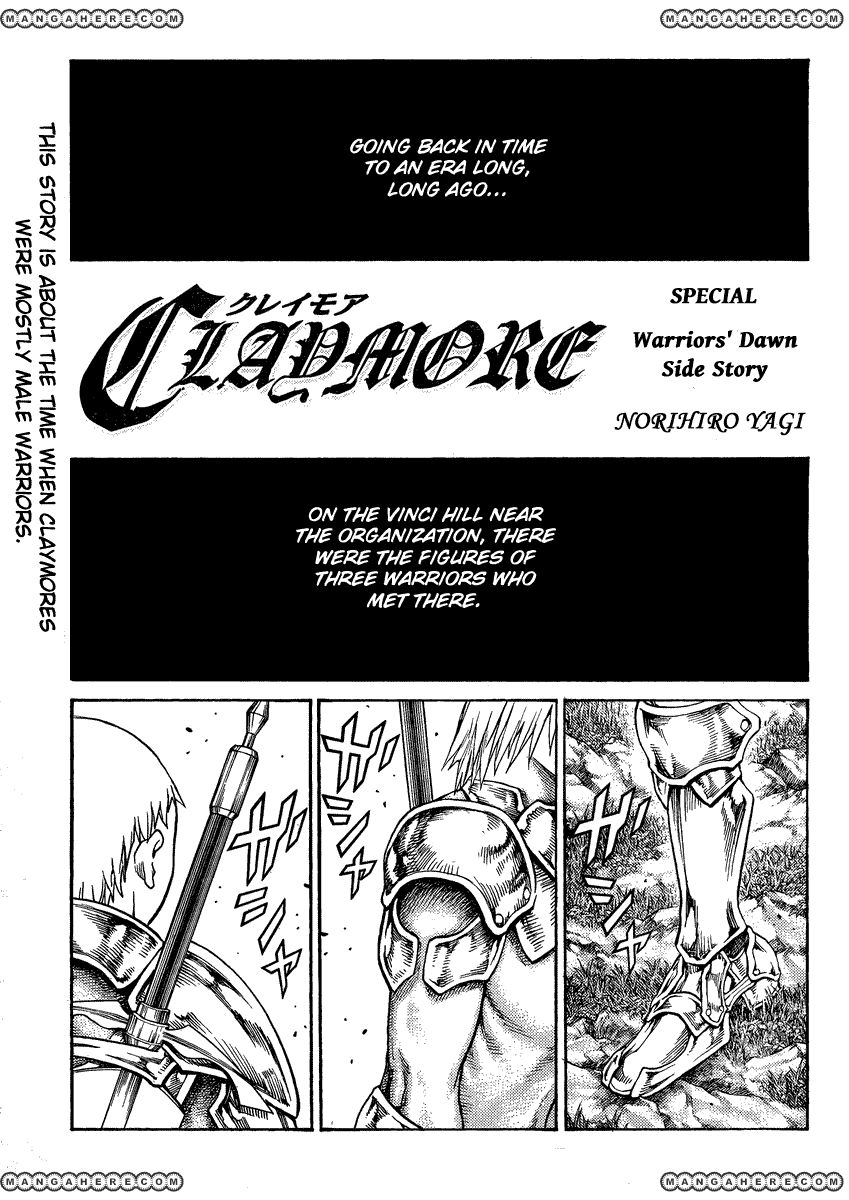 MANGAHERE.COM
MANGAHERE.COM
THIS STORY IS ABOUT THE TIME WHEN CLAYMORES
WERE MOSTLY MALE WARRIORS.
GOING BACK IN TIME
TO AN ERA LONG,
LONG AGO...
クレイモア
CLAYMORE
SPECIAL
Warriors' Dawn
Side Story
NORIHIRO YAGI
ON THE VINCI HILL NEAR
THE ORGANIZATION, THERE
WERE THE FIGURES OF
THREE WARRIORS WHO
MET THERE.
ガシャ
ガシャ
ガシャ
MANGAHERE.COM
MANGAHERE.COM